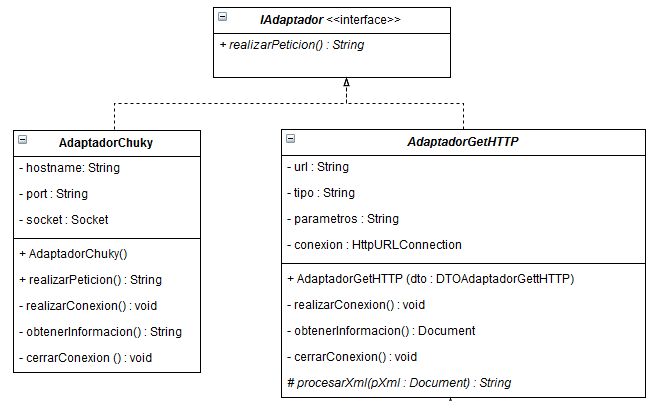 IAdaptador <<interface>>
+ realizarPeticion() : String
AdaptadorChuky
- hostname: String
- port : String
- socket : Socket
+ AdaptadorChuky()
+ realizarPeticion() : String
- realizarConexion() : void
- obtenerInformacion() : String
- cerrarConexion () : void
AdaptadorGetHTTP
- url : String
- tipo : String
- parametros : String
- conexion : HttpURLConnection
+ AdaptadorGetHTTP (dto : DTOAdaptadorGettHTTP)
- realizarConexion() : void
- obtenerInformacion() : Document
- cerrarConexion() : void
# procesarXml(pXml : Document) : String